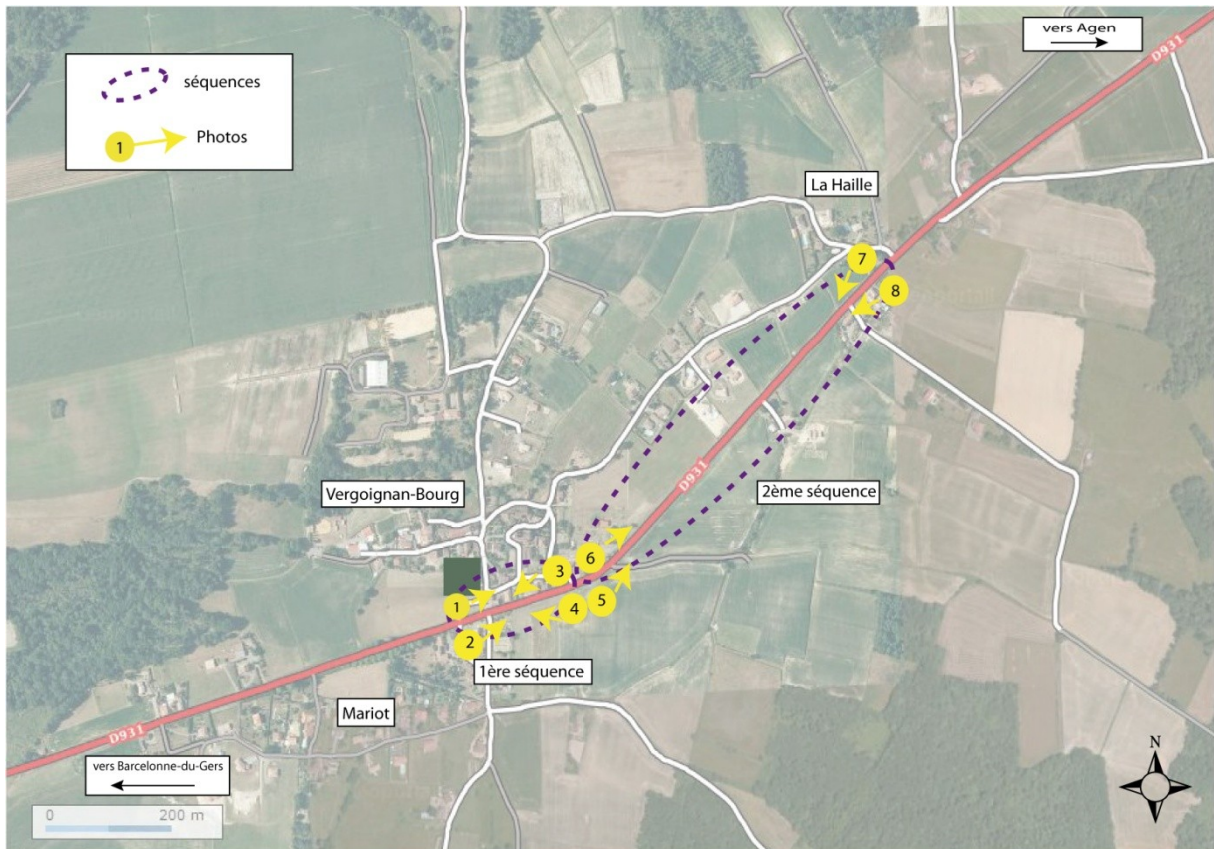 séquences
1
Photos
vers Agen
D931
La Haille
7
8
D931
2ème séquence
Vergoignan-Bourg
6
3
5
4
1
2
1ère séquence
Mariot
D931
vers Barcelonne-du-Gers
N
0 200 m